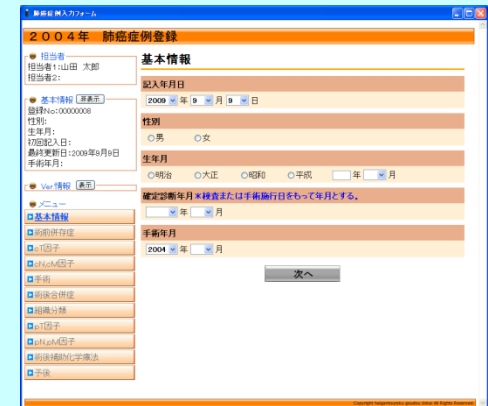 肺癌症例入力フォーム
2004年 肺癌症例登録
担当者
担当者1:山田 太郎
担当者2:
基本情報 非表示
登録No:00000008
性別:
生年月:
初回記入日:
最終更新日:2009年9月9日
手術年月:
Ver.情報 表示
メニュー
基本情報
術前併存症
cT因子
cN,cM因子
手術
術後合併症
組織分類
pT因子
pN,pM因子
術後補助化学療法
予後
基本情報
記入年月日
2009 年 9 月 9 日
性別
男 女
生年月
明治 大正 昭和 平成 年 月
確定診断年月 *検査または手術施行日をもって年月とする。
年 月
手術年月
2004 年 月
次へ